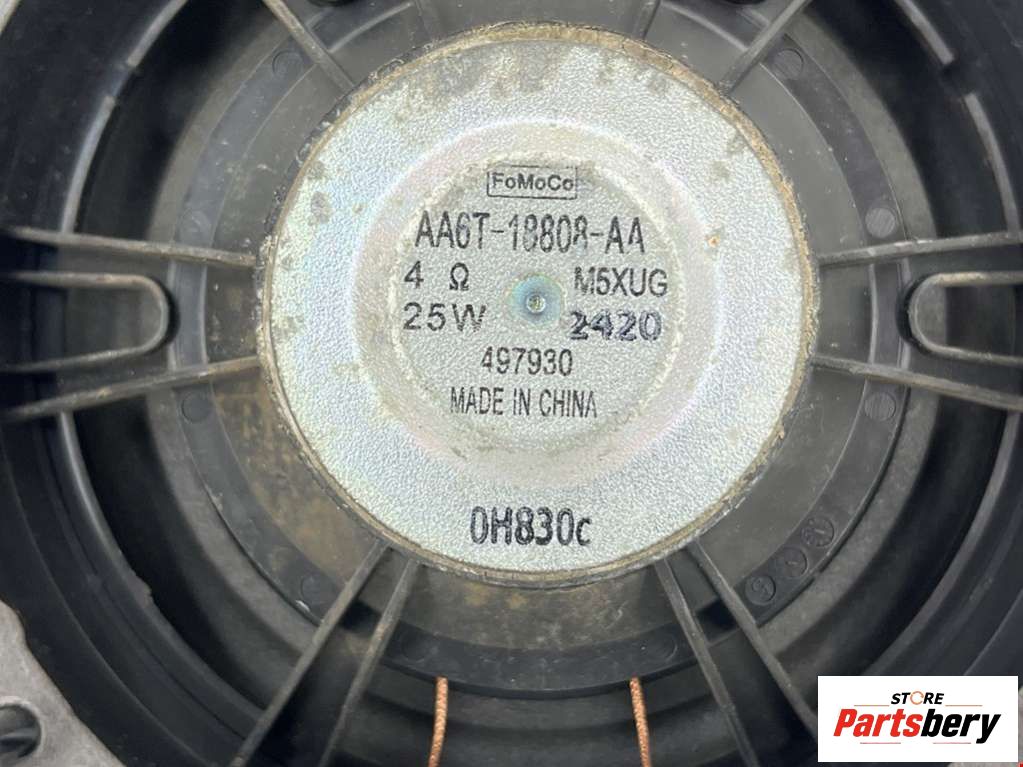 FoMoCo
AA6T-18808-AA
4 Ω M5XUG
25W 2420
497930
MADE IN CHINA
0H830c
STORE
Partsbery